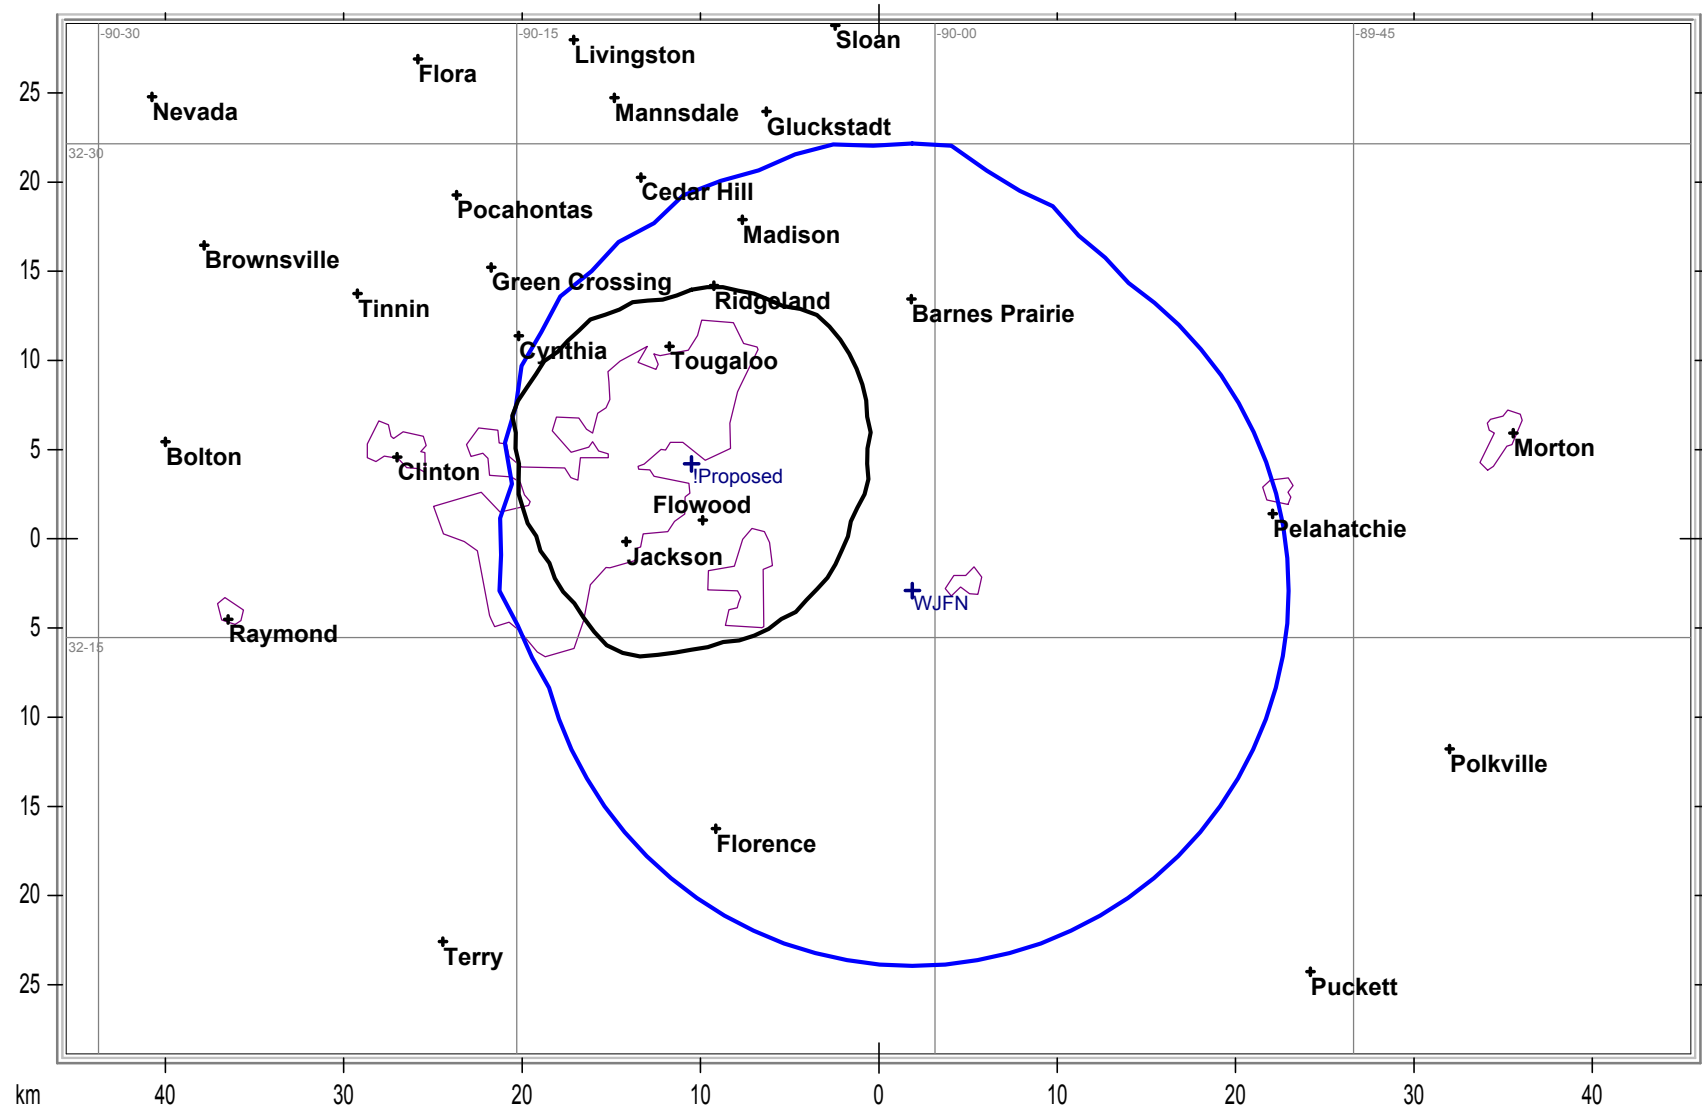 -90-30
-90-15
-90-00
-89-45
Sloan
Livingston
Flora
25
Nevada
Mannsdale
Gluckstadt
32-30
20
Cedar Hill
Pocahontas
Madison
Brownsville
15
Green Crossing
Ridgeland
Tinnin
Barnes Prairie
10
Cynthia
Tougaloo
5
Bolton
Clinton
Morton
!Proposed
Flowood
Pelahatchie
0
Jackson
WJFN
5
Raymond
32-15
10
Polkville
15
Florence
20
Terry
25
Puckett
km 40 30 20 10 0 10 20 30 40